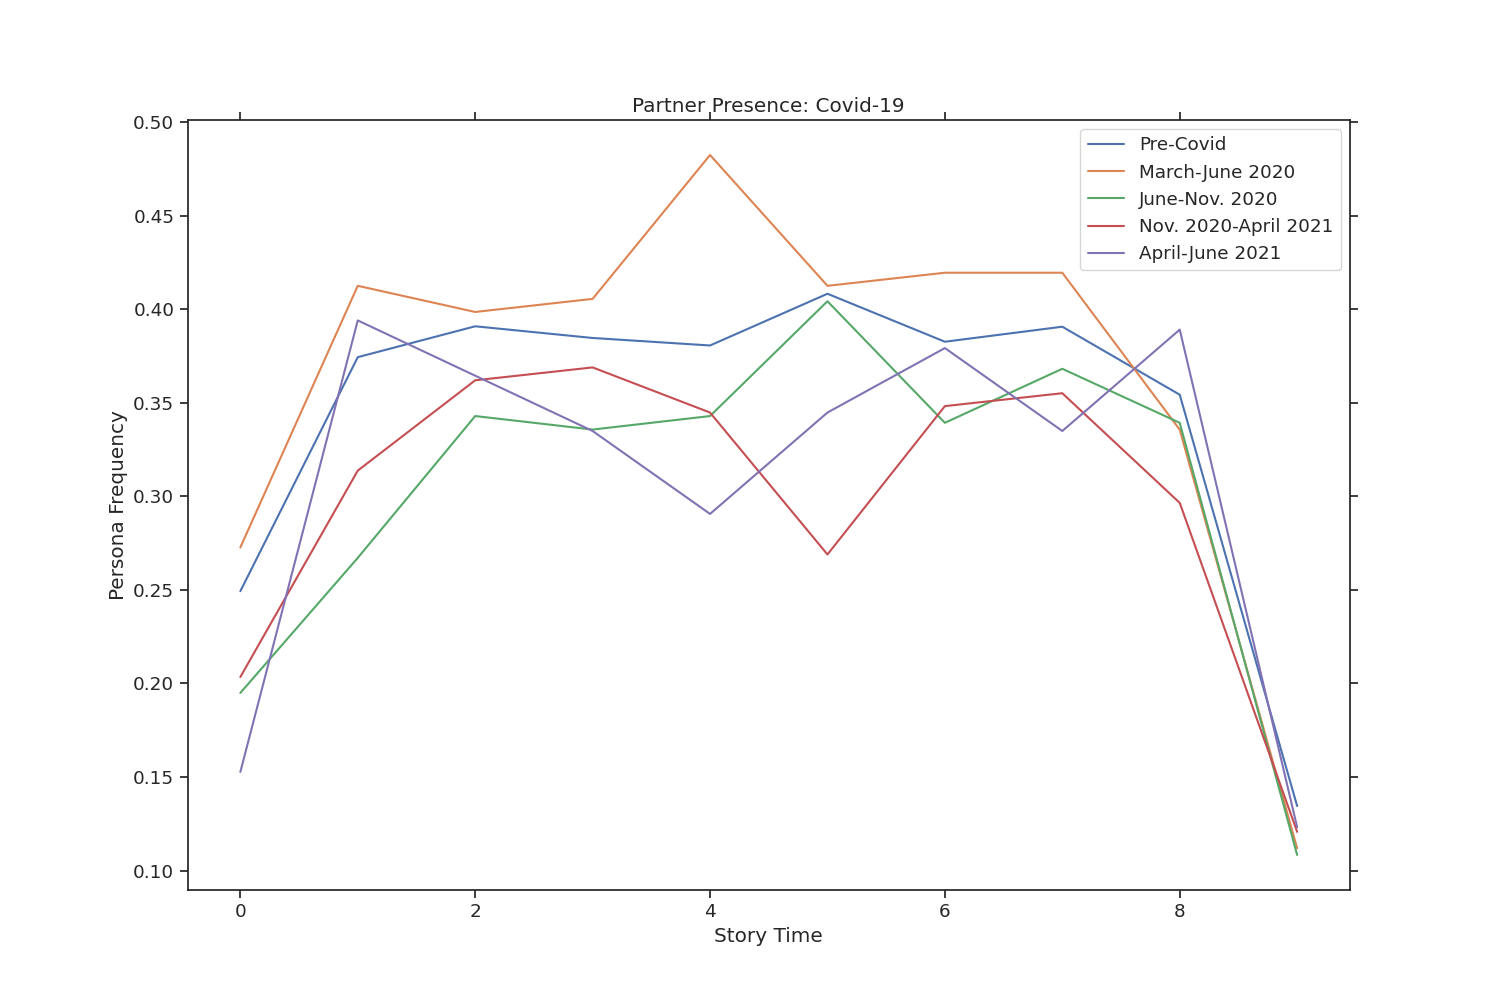 Partner Presence: Covid-19
0.50
0.45
0.40
0.35
0.30
0.25
0.20
0.15
0.10
Persona Frequency
Pre-Covid
March-June 2020
June-Nov. 2020
Nov. 2020-April 2021
April-June 2021
0 2 4 6 8
Story Time